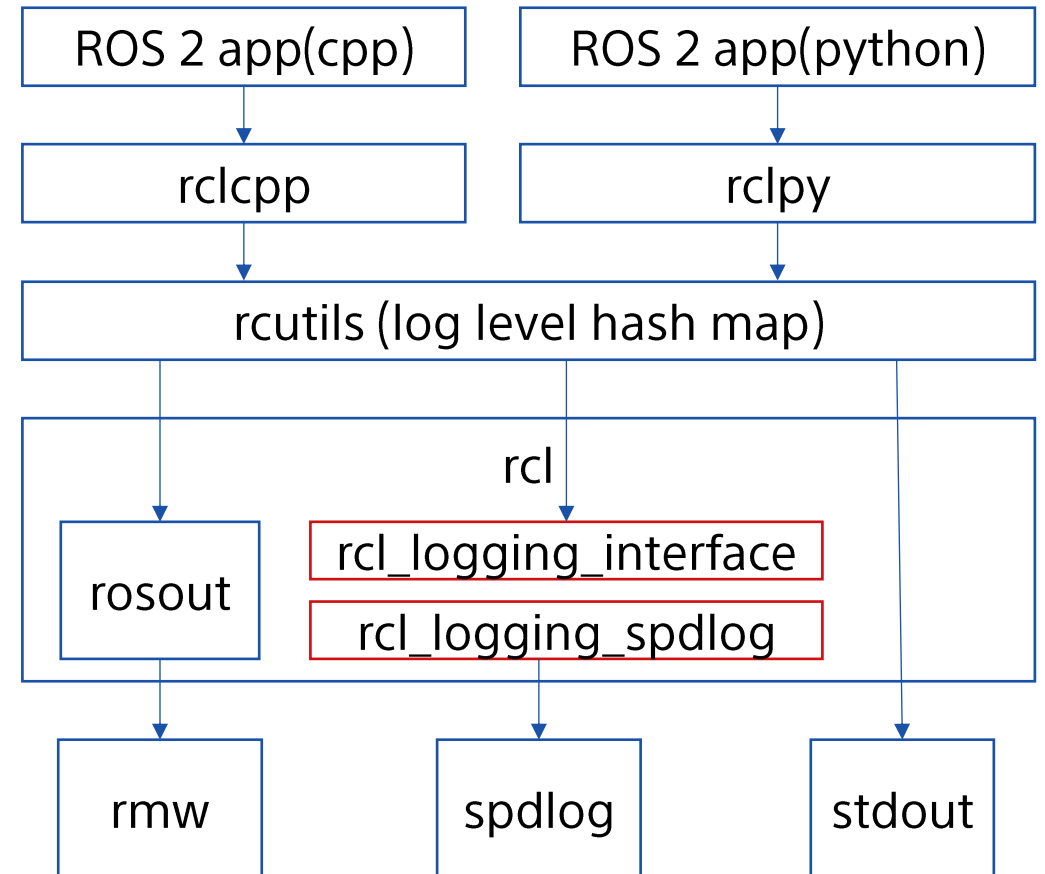 ROS 2 app(cpp)
ROS 2 app(python)
rclcpp
rclpy
rcutils (log level hash map)
rcl
rcl_logging_interface
rosout
rcl_logging_spdlog
rmw
spdlog
stdout